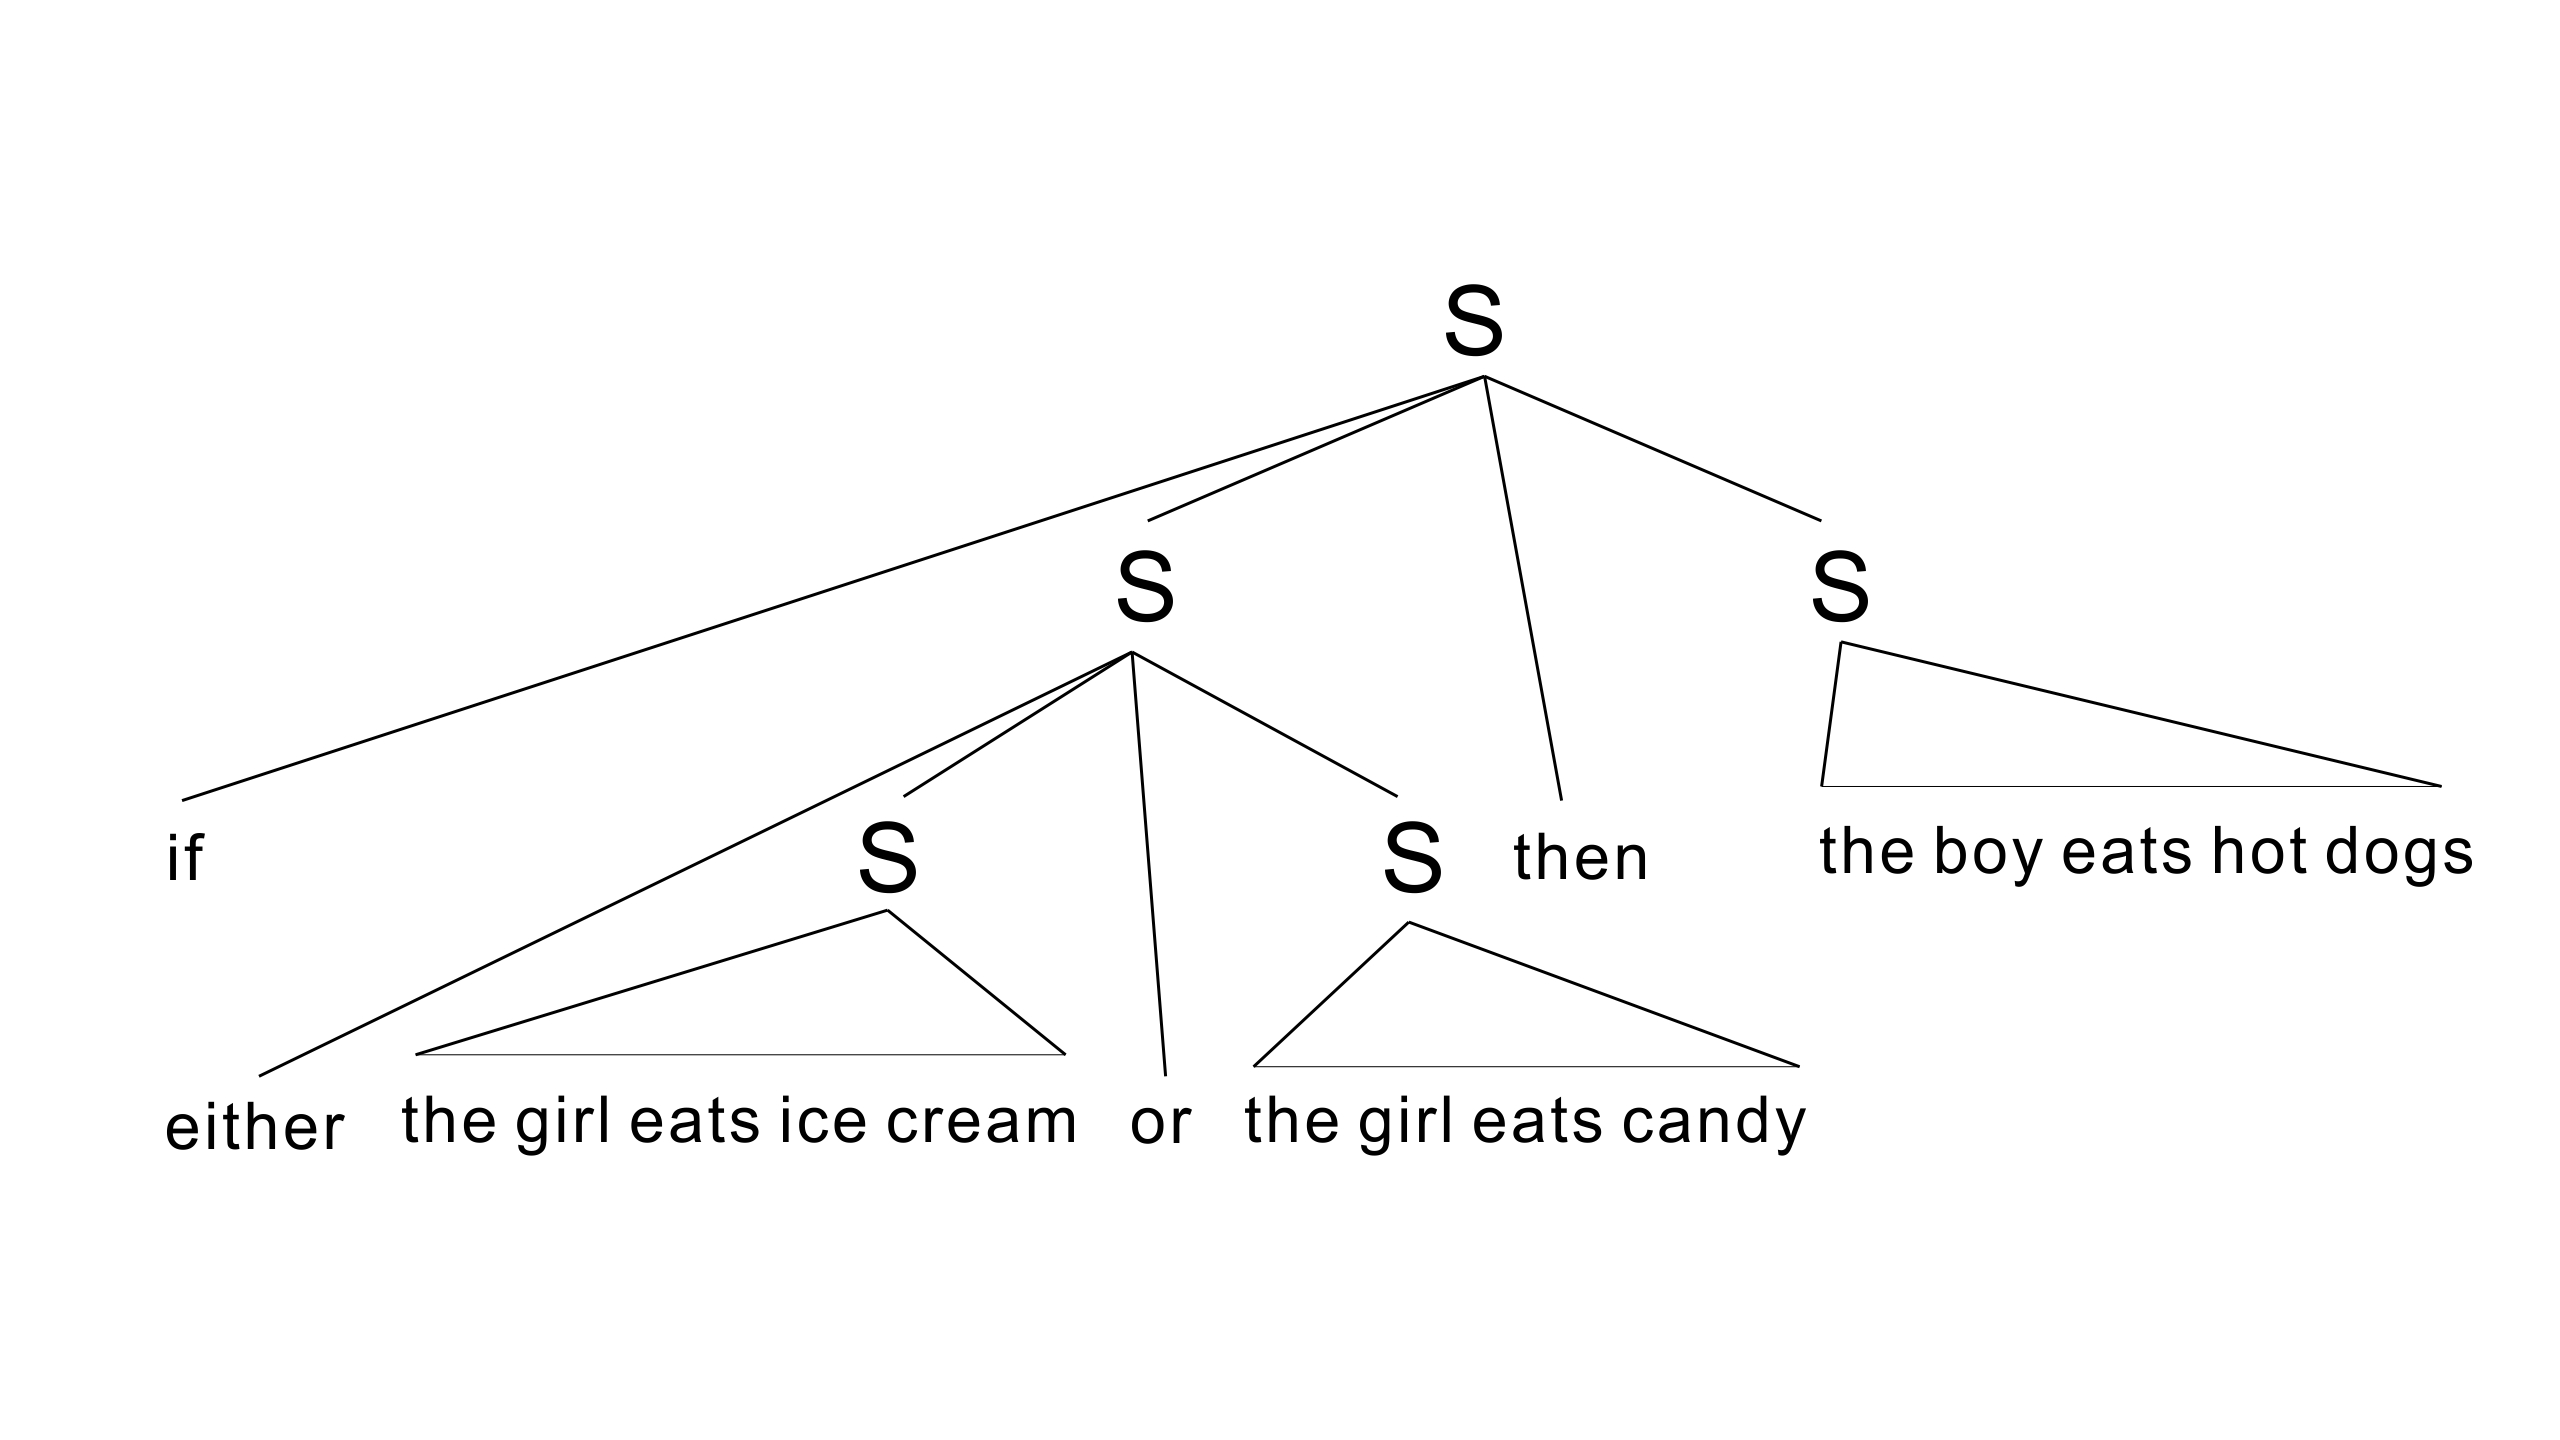 S
S S
if S S then the boy eats hot dogs
either the girl eats ice cream or the girl eats candy